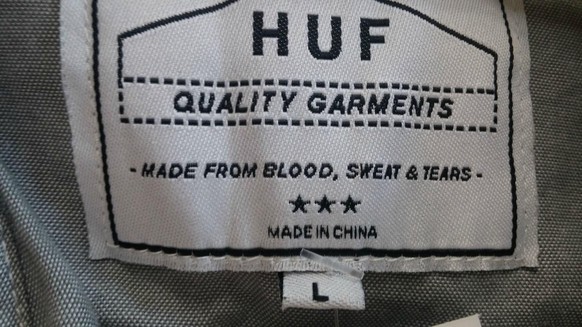 HUF
QUALITY GARMENTS
- MADE FROM BLOOD, SWEAT & TEARS -
★★★
MADE IN CHINA
L